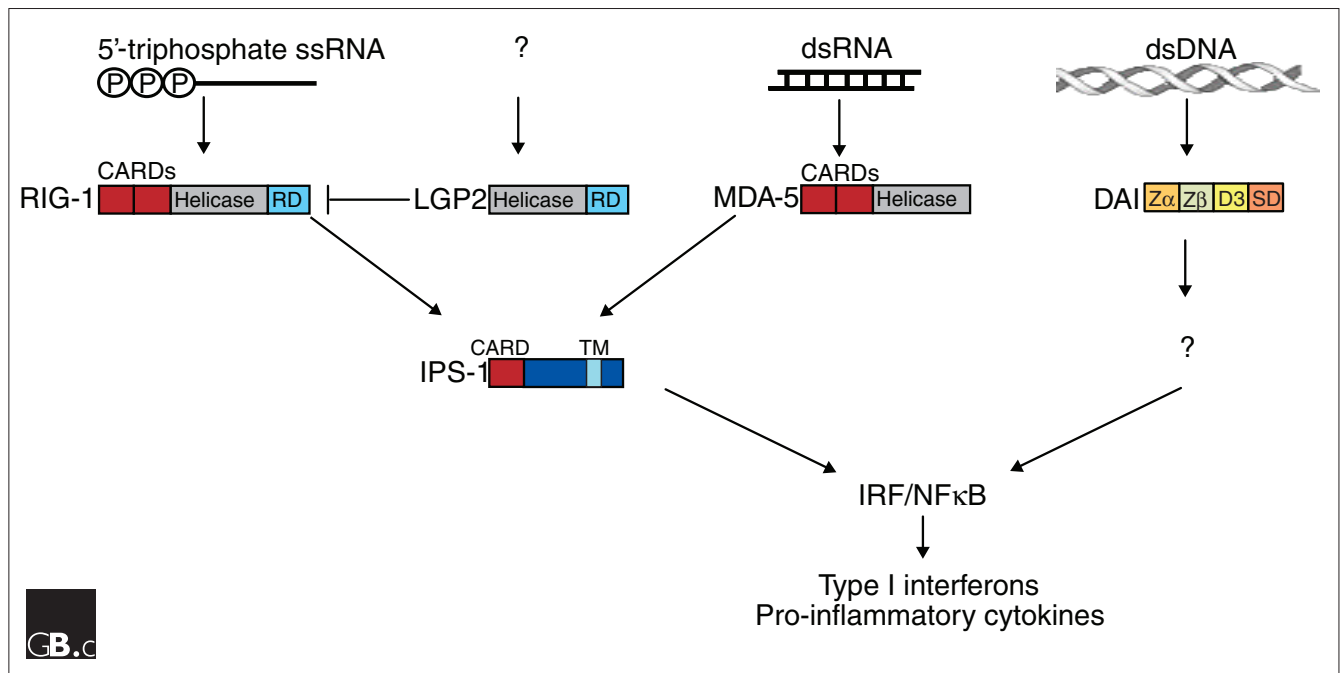 5'-triphosphate ssRNA
?
dsRNA
dsDNA
P P P
CARDs
CARDs
RIG-1
Helicase
RD
LGP2
Helicase
RD
MDA-5
Helicase
DAI
Zα
Zβ
D3
SD
CARD
TM
IPS-1
?
IRF/NFκB
Type I interferons
Pro-inflammatory cytokines
GB.c